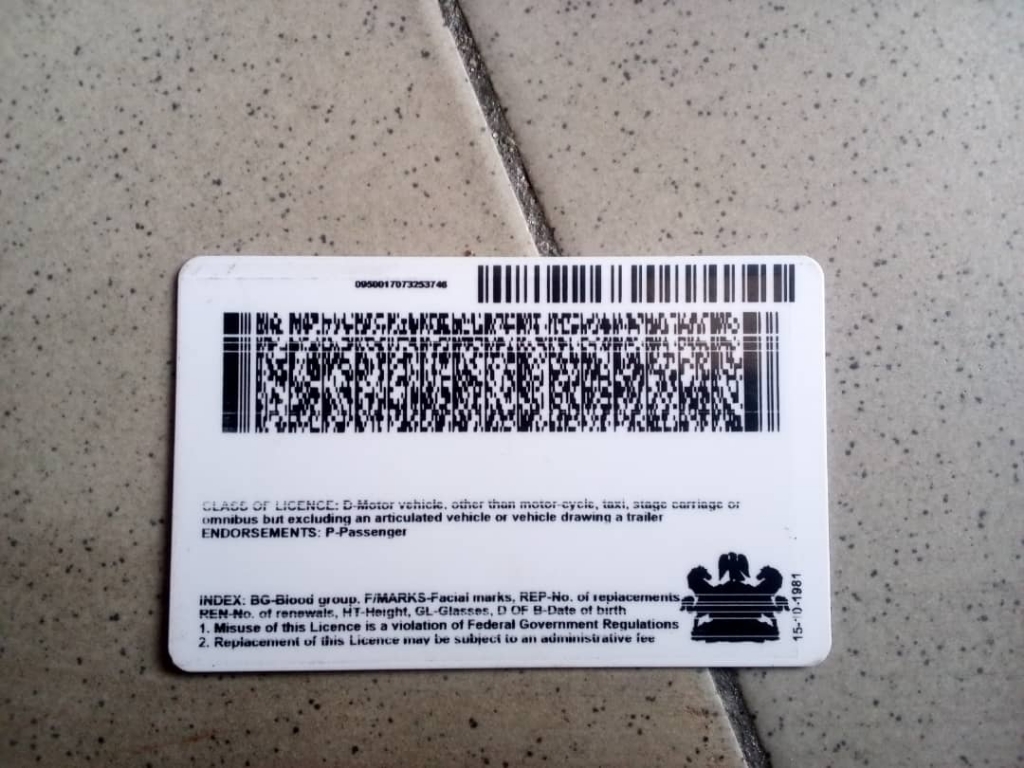 0950017073253746
CLASS OF LICENCE: D-Motor vehicle, other than motor-cycle, taxi, stage carriage or
omnibus but excluding an articulated vehicle or vehicle drawing a trailer
ENDORSEMENTS: P-Passenger
INDEX: BG-Blood group. F/MARKS-Facial marks, REP-No. of replacements
REN-No. of renewals, HT-Height, GL-Glasses, D OF B-Date of birth
1. Misuse of this Licence is a violation of Federal Government Regulations
2. Replacement of this Licence may be subject to an administrative fee
15-10-1981